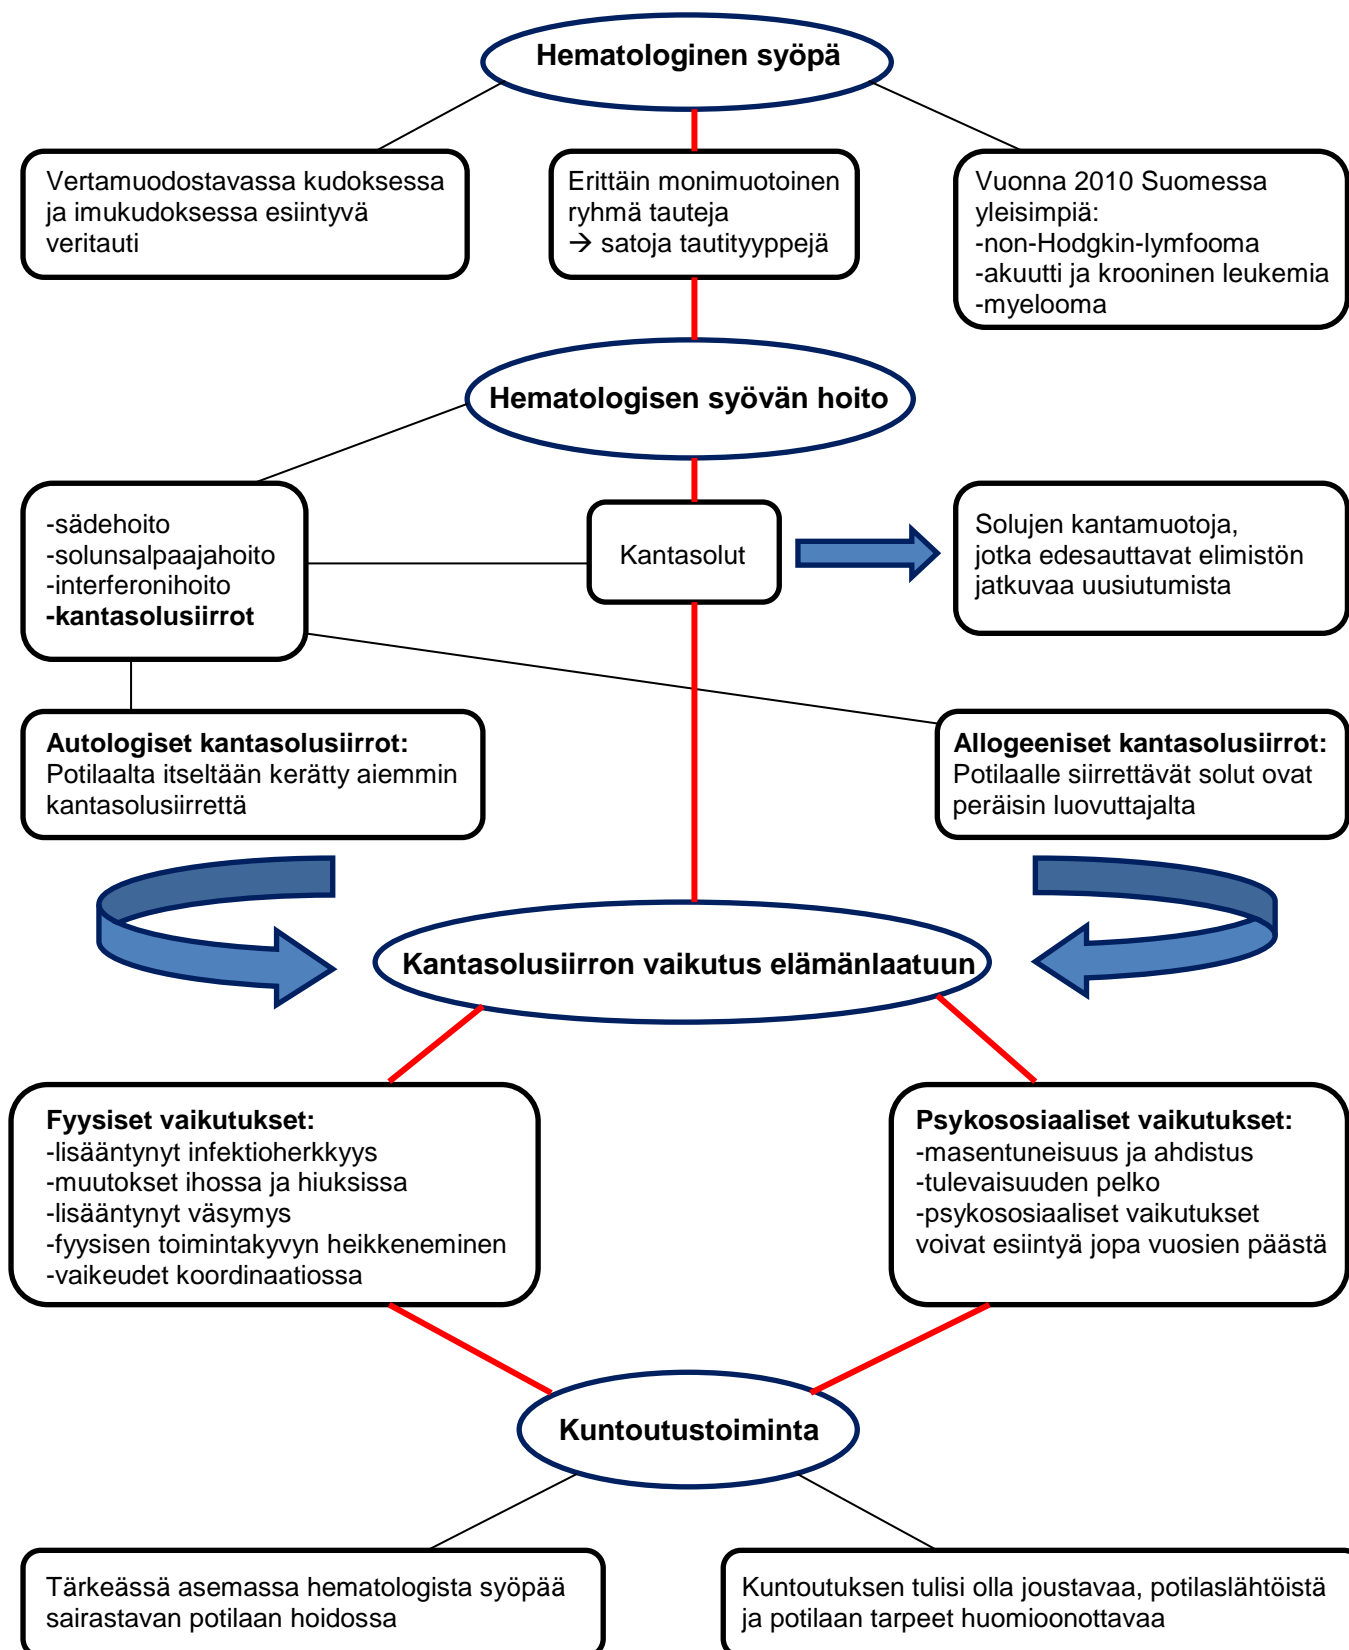 Hematologinen syöpä
Vertamuodostavassa kudoksessa
ja imukudoksessa esiintyvä
veritauti
Erittäin monimuotoinen
ryhmä tauteja
→ satoja tautityyppejä
Vuonna 2010 Suomessa
yleisimpiä:
-non-Hodgkin-lymfooma
-akuutti ja krooninen leukemia
-myelooma
Hematologisen syövän hoito
-sädehoito
-solunsalpaajahoito
-interferonihoito
-kantasolusiirrot
Kantasolut
Solujen kantamuotoja,
jotka edesauttavat elimistön
jatkuvaa uusiutumista
Autologiset kantasolusiirrot:
Potilaalta itseltään kerätty aiemmin
kantasolusiirrettä
Allogeeniset kantasolusiirrot:
Potilaalle siirrettävät solut ovat
peräisin luovuttajalta
Kantasolusiirron vaikutus elämänlaatuun
Fyysiset vaikutukset:
-lisääntynyt infektioherkkyys
-muutokset ihossa ja hiuksissa
-lisääntynyt väsymys
-fyysisen toimintakyvyn heikkeneminen
-vaikeudet koordinaatiossa
Psykososiaaliset vaikutukset:
-masentuneisuus ja ahdistus
-tulevaisuuden pelko
-psykososiaaliset vaikutukset
voivat esiintyä jopa vuosien päästä
Kuntoutustoiminta
Tärkeässä asemassa hematologista syöpää
sairastavan potilaan hoidossa
Kuntoutuksen tulisi olla joustavaa, potilaslähtöistä
ja potilaan tarpeet huomioonottavaa